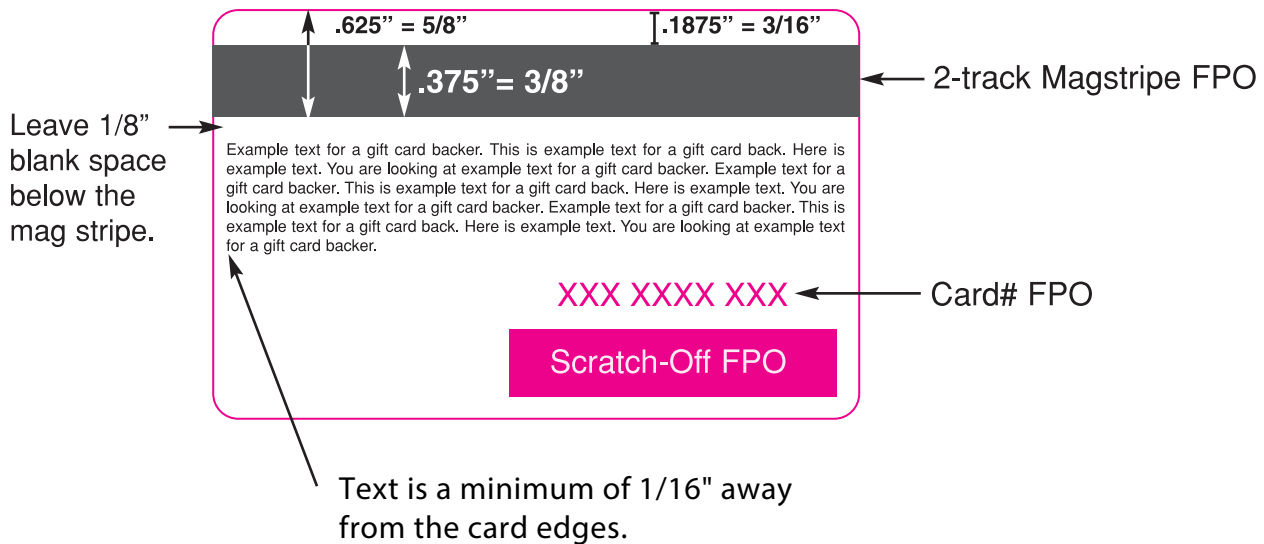 .625” = 5/8”
.1875” = 3/16”
.375”= 3/8”
2-track Magstripe FPO
Leave 1/8”
blank space
below the
mag stripe.
Example text for a gift card backer. This is example text for a gift card back. Here is
example text. You are looking at example text for a gift card backer. Example text for a
gift card backer. This is example text for a gift card back. Here is example text. You are
looking at example text for a gift card backer. Example text for a gift card backer. This is
example text for a gift card back. Here is example text. You are looking at example text
for a gift card backer.
XXX XXXX XXX
Card# FPO
Scratch-Off FPO
Text is a minimum of 1/16" away
from the card edges.